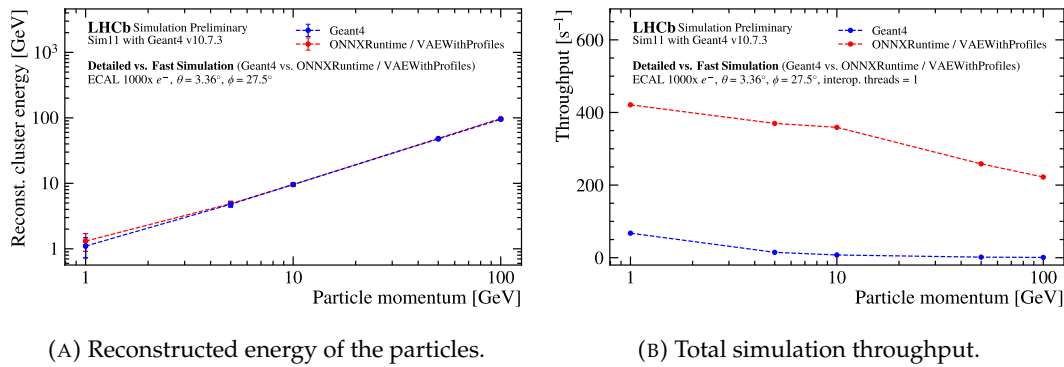 LHCb Simulation Preliminary
Sim11 with Geant4 v10.7.3
Geant4
ONNXRuntime / VAEWithProfiles
Detailed vs. Fast Simulation (Geant4 vs. ONNXRuntime / VAEWithProfiles)
ECAL 1000x e⁻, θ = 3.36°, ϕ = 27.5°
Reconst. cluster energy [GeV]
10³
100
10
1
1
10
100
Particle momentum [GeV]
(A) Reconstructed energy of the particles.
LHCb Simulation Preliminary
Sim11 with Geant4 v10.7.3
Geant4
ONNXRuntime / VAEWithProfiles
Detailed vs. Fast Simulation (Geant4 vs. ONNXRuntime / VAEWithProfiles)
ECAL 1000x e⁻, θ = 3.36°, ϕ = 27.5°, interop. threads = 1
Throughput [s⁻¹]
600
400
200
0
1
10
100
Particle momentum [GeV]
(B) Total simulation throughput.